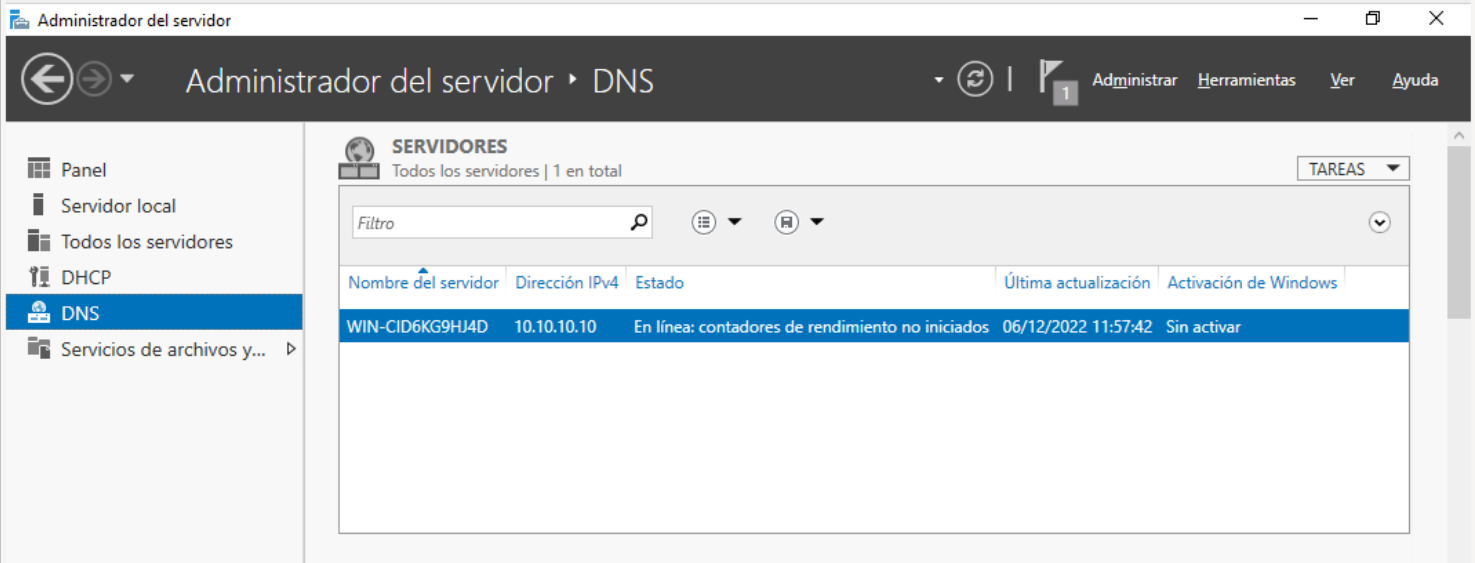 Administrador del servidor
Administrador del servidor ‣ DNS
1
Administrar Herramientas Ver Ayuda
Panel
Servidor local
Todos los servidores
DHCP
DNS
Servicios de archivos y...
SERVIDORES
Todos los servidores | 1 en total
TAREAS
Filtro
Nombre del servidor Dirección IPv4 Estado Última actualización Activación de Windows
WIN-CID6KG9HJ4D 10.10.10.10 En línea: contadores de rendimiento no iniciados 06/12/2022 11:57:42 Sin activar